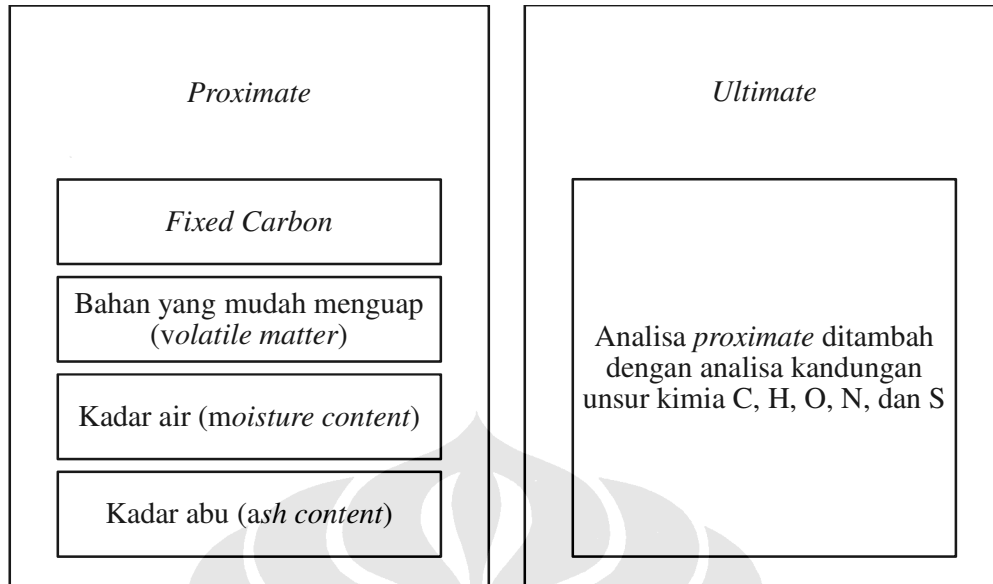 Proximate
Fixed Carbon
Bahan yang mudah menguap
(volatile matter)
Kadar air (moisture content)
Kadar abu (ash content)
Ultimate
Analisa proximate ditambah
dengan analisa kandungan
unsur kimia C, H, O, N, dan S